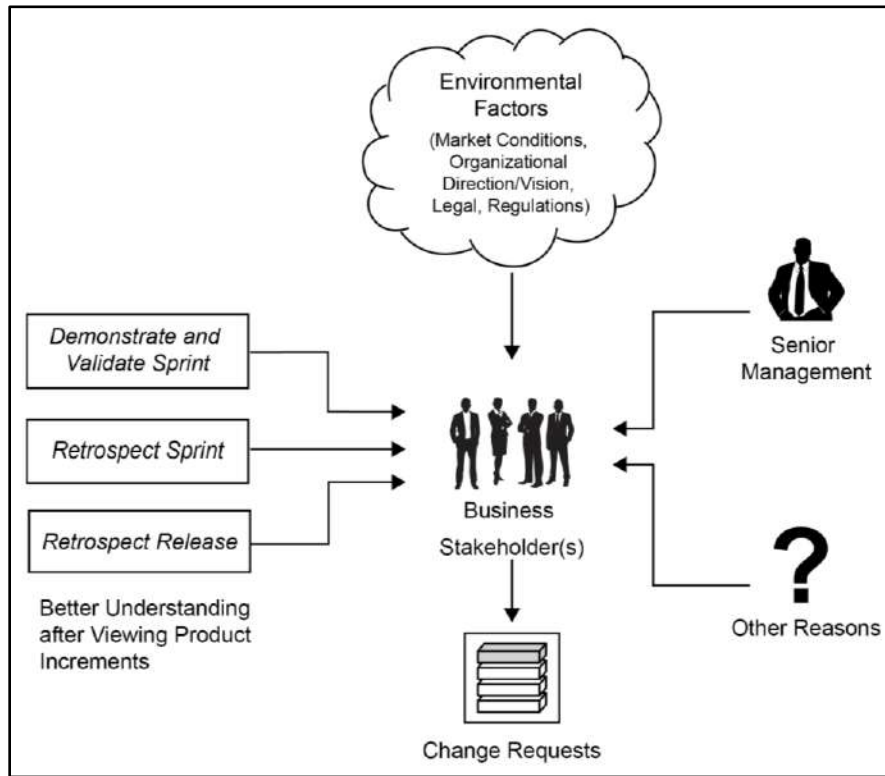 Environmental
Factors
(Market Conditions,
Organizational
Direction/Vision,
Legal, Regulations)
Demonstrate and
Validate Sprint
Retrospect Sprint
Retrospect Release
Better Understanding
after Viewing Product
Increments
Business
Stakeholder(s)
Senior
Management
?
Other Reasons
Change Requests